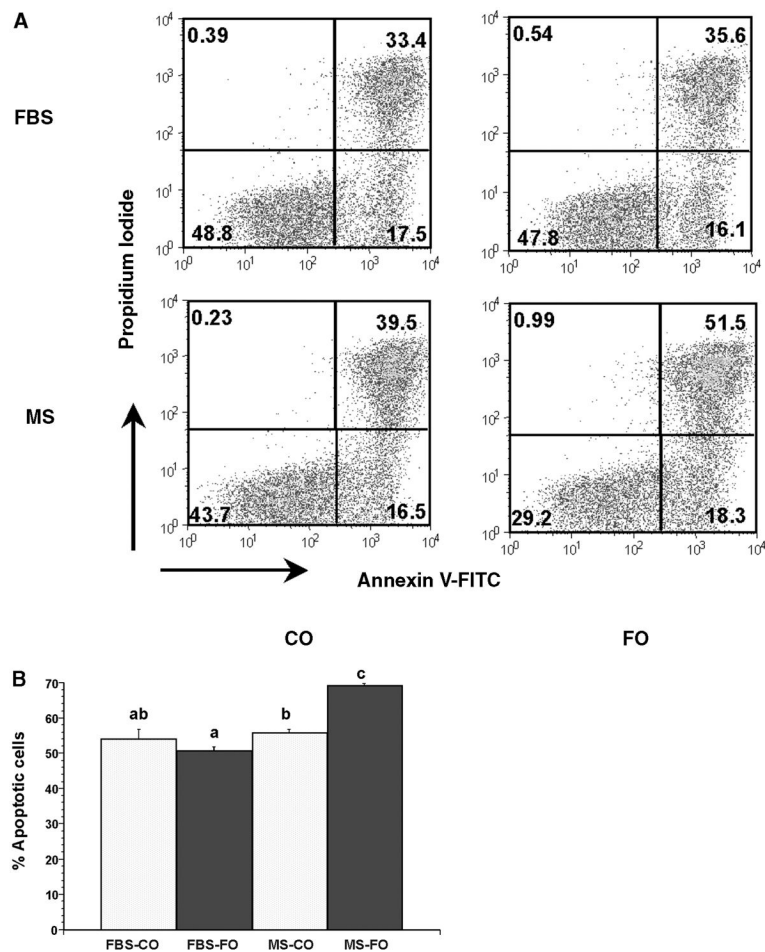 A
FBS
MS
Propidium Iodide
Annexin V-FITC
CO
FO
10⁴
10³
10²
10¹
10⁰
0.39
33.4
48.8
17.5
10⁰ 10¹ 10² 10³ 10⁴
10⁴
10³
10²
10¹
10⁰
0.54
35.6
47.8
16.1
10⁰ 10¹ 10² 10³ 10⁴
10⁴
10³
10²
10¹
10⁰
0.23
39.5
43.7
16.5
10⁰ 10¹ 10² 10³ 10⁴
10⁴
10³
10²
10¹
10⁰
0.99
51.5
29.2
18.3
10⁰ 10¹ 10² 10³ 10⁴
B
% Apoptotic cells
70
60
50
40
30
20
10
0
ab
a
b
c
FBS-CO FBS-FO MS-CO MS-FO